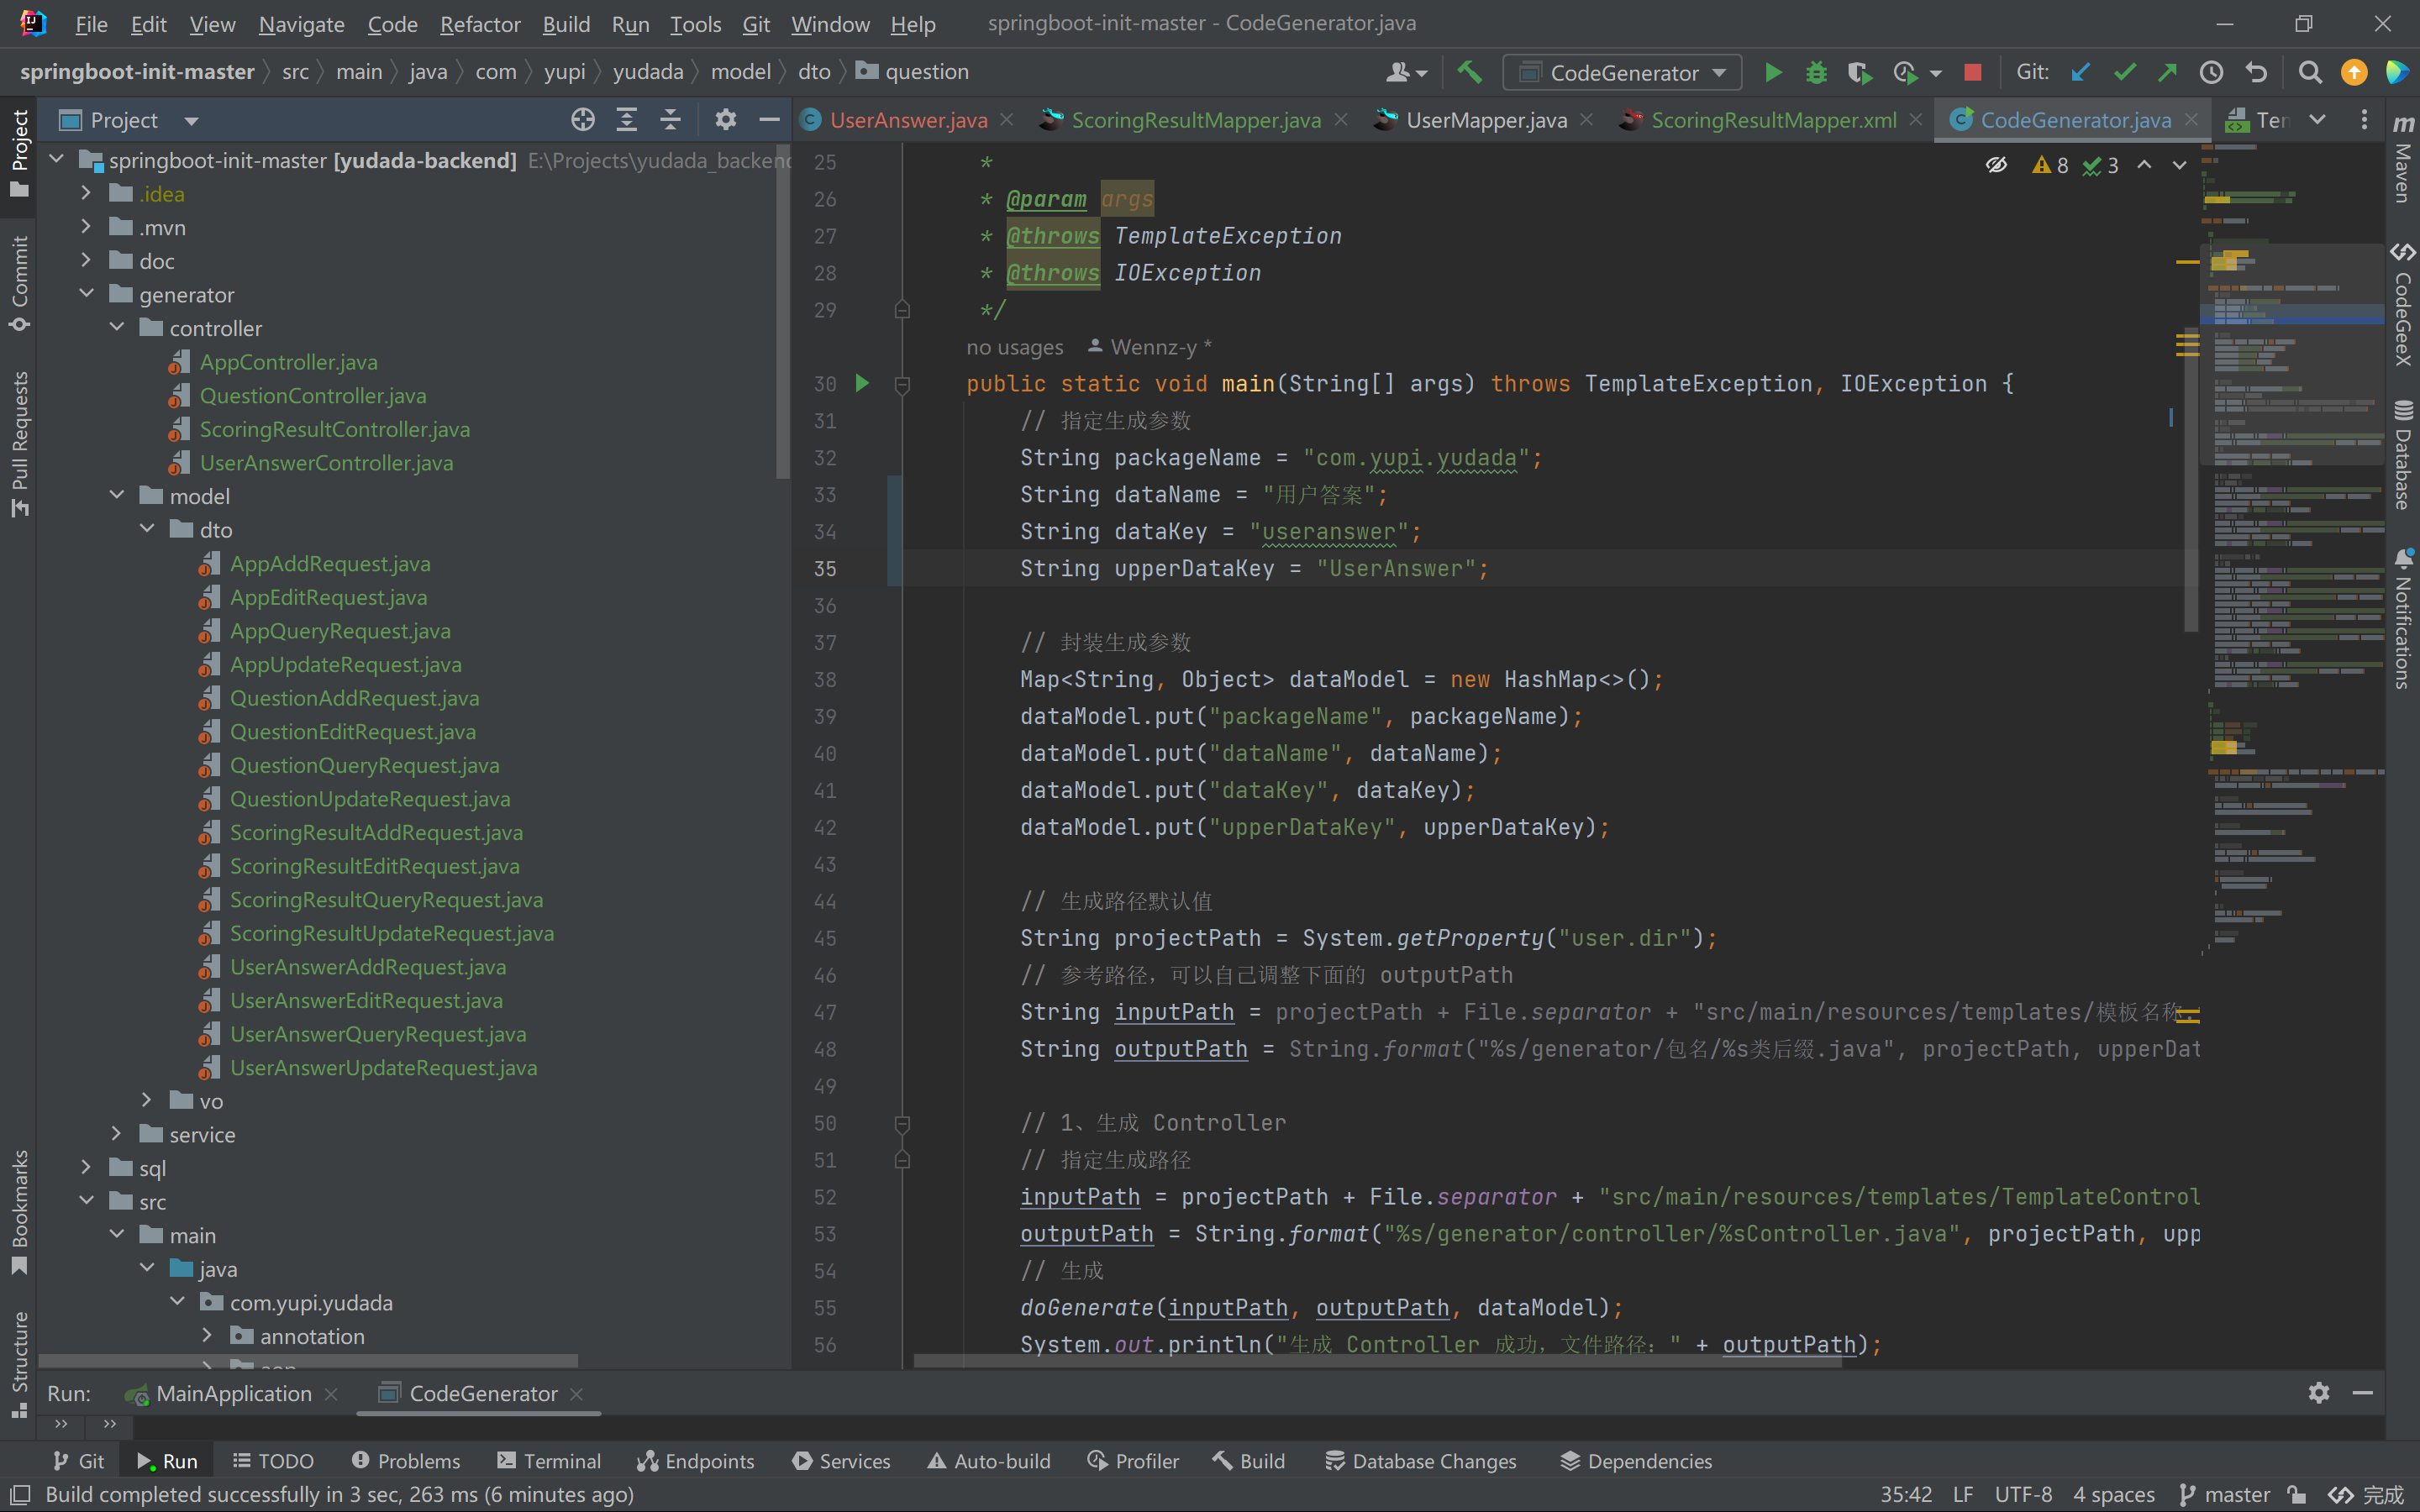 File Edit View Navigate Code Refactor Build Run Tools Git Window Help springboot-init-master - CodeGenerator.java
springboot-init-master src main java com yupi yudada model dto question CodeGenerator Git:
Project
UserAnswer.java ScoringResultMapper.java UserMapper.java ScoringResultMapper.xml CodeGenerator.java Ten
springboot-init-master [yudada-backend] E:\Projects\yudada_backend
.idea
.mvn
doc
generator
controller
AppController.java
QuestionController.java
ScoringResultController.java
UserAnswerController.java
model
dto
AppAddRequest.java
AppEditRequest.java
AppQueryRequest.java
AppUpdateRequest.java
QuestionAddRequest.java
QuestionEditRequest.java
QuestionQueryRequest.java
QuestionUpdateRequest.java
ScoringResultAddRequest.java
ScoringResultEditRequest.java
ScoringResultQueryRequest.java
ScoringResultUpdateRequest.java
UserAnswerAddRequest.java
UserAnswerEditRequest.java
UserAnswerQueryRequest.java
UserAnswerUpdateRequest.java
vo
service
sql
src
main
java
com.yupi.yudada
annotation
Project
Commit
Pull Requests
Bookmarks
Structure
8 3
25 *
26 * @param args
27 * @throws TemplateException
28 * @throws IOException
29 */
no usages Wennz-y *
30 public static void main(String[] args) throws TemplateException, IOException {
31 // 指定生成参数
32 String packageName = "com.yupi.yudada";
33 String dataName = "用户答案";
34 String dataKey = "useranswer";
35 String upperDataKey = "UserAnswer";
36
37 // 封装生成参数
38 Map<String, Object> dataModel = new HashMap<>();
39 dataModel.put("packageName", packageName);
40 dataModel.put("dataName", dataName);
41 dataModel.put("dataKey", dataKey);
42 dataModel.put("upperDataKey", upperDataKey);
43
44 // 生成路径默认值
45 String projectPath = System.getProperty("user.dir");
46 // 参考路径，可以自己调整下面的 outputPath
47 String inputPath = projectPath + File.separator + "src/main/resources/templates/模板名称.
48 String outputPath = String.format("%s/generator/包名/%s类后缀.java", projectPath, upperDat
49
50 // 1、生成 Controller
51 // 指定生成路径
52 inputPath = projectPath + File.separator + "src/main/resources/templates/TemplateControl
53 outputPath = String.format("%s/generator/controller/%sController.java", projectPath, upp
54 // 生成
55 doGenerate(inputPath, outputPath, dataModel);
56 System.out.println("生成 Controller 成功，文件路径：" + outputPath);
m Maven
CodeGeeX
Database
Notifications
Run: MainApplication CodeGenerator
Git Run TODO Problems Terminal Endpoints Services Auto-build Profiler Build Database Changes Dependencies
Build completed successfully in 3 sec, 263 ms (6 minutes ago) 35:42 LF UTF-8 4 spaces master 完成